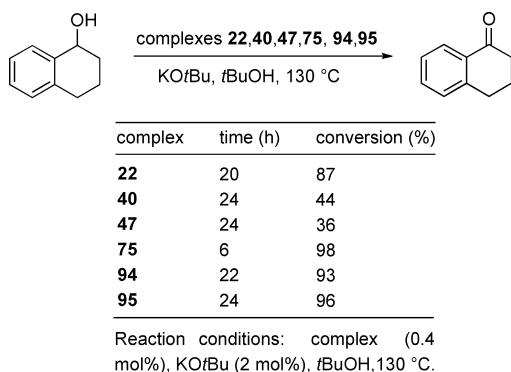 OH
O
complexes 22,40,47,75, 94,95
KOtBu, tBuOH, 130 °C
complex time (h) conversion (%)
22 20 87
40 24 44
47 24 36
75 6 98
94 22 93
95 24 96
Reaction conditions: complex (0.4
mol%), KOtBu (2 mol%), tBuOH,130 °C.